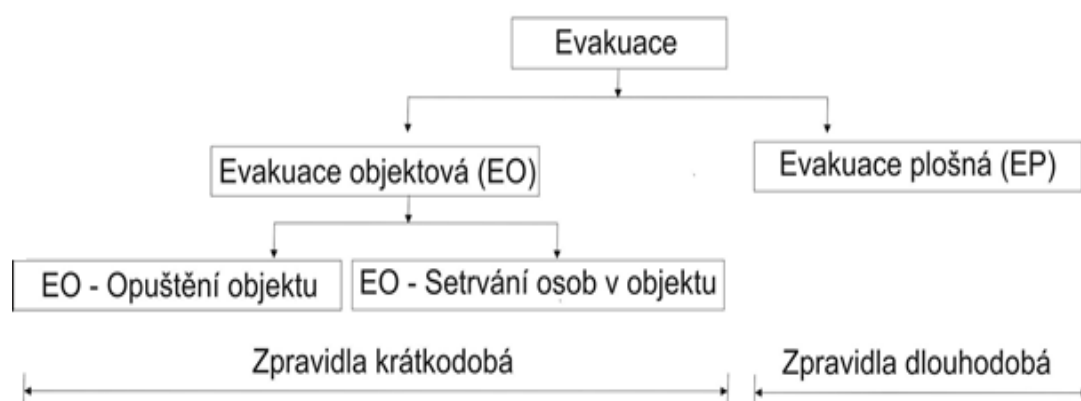 Evakuace
Evakuace objektová (EO)
Evakuace plošná (EP)
EO - Opuštění objektu
EO - Setrvání osob v objektu
Zpravidla krátkodobá
Zpravidla dlouhodobá